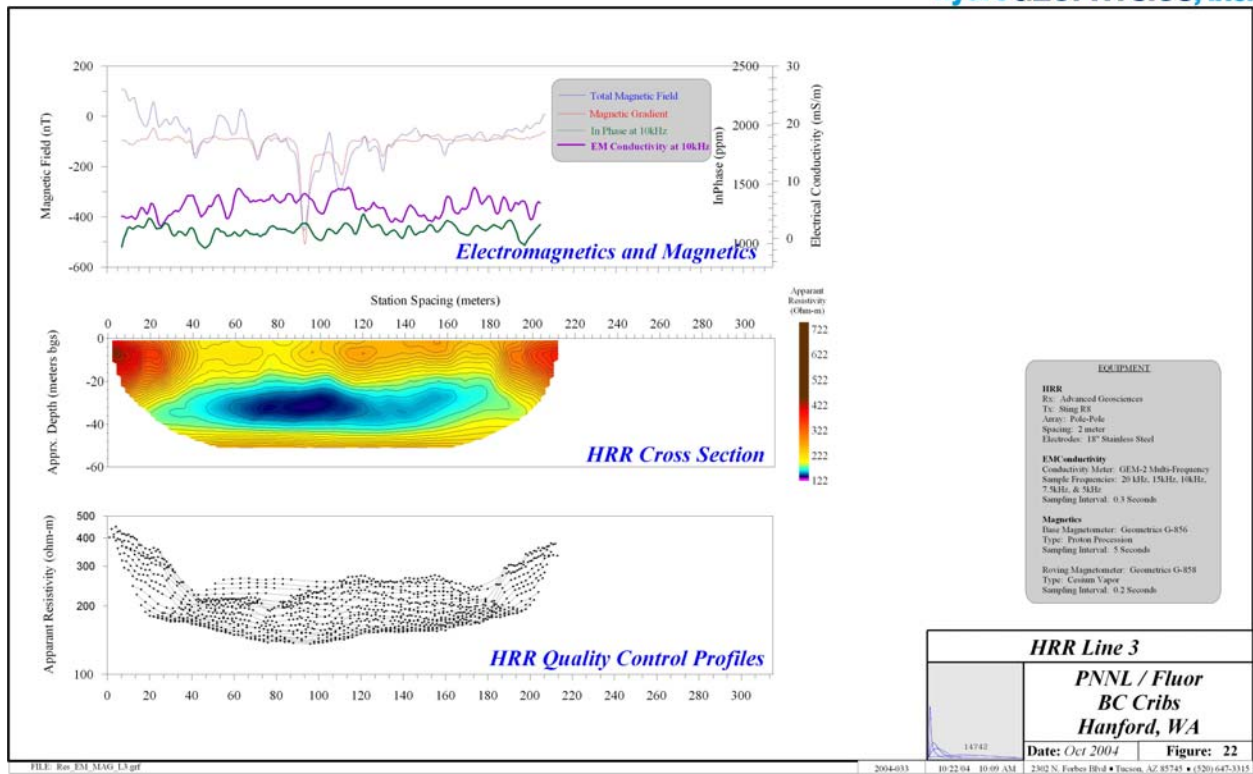 200
0
-200
-400
-600
Magnetic Field (nT)
Total Magnetic Field
Magnetic Gradient
In Phase at 10kHz
EM Conductivity at 10kHz
2500
2000
1500
1000
InPhase (ppm)
30
20
10
0
Electrical Conductivity (mS/m)
Electromagnetics and Magnetics
Station Spacing (meters)
0 20 40 60 80 100 120 140 160 180 200 220 240 260 280 300
0
-20
-40
-60
Apprx. Depth (meters bgs)
HRR Cross Section
Apparant
Resistivity
(Ohm-m)
722
622
522
422
322
222
122
500
400
300
200
100
Apparant Resistivity (ohm-m)
HRR Quality Control Profiles
0 20 40 60 80 100 120 140 160 180 200 220 240 260 280 300
EQUIPMENT
HRR
Rx: Advanced Geosciences
Tx: Sting R8
Array: Pole-Pole
Spacing: 2 meter
Electrodes: 18" Stainless Steel
EMConductivity
Conductivity Meter: GEM-2 Multi-Frequency
Sample Frequencies: 20 kHz, 15kHz, 10kHz,
7.5kHz, & 5kHz
Sampling Interval: 0.3 Seconds
Magnetics
Base Magnetometer: Geometrics G-856
Type: Proton Procession
Sampling Interval: 5 Seconds
Roving Magnetometer: Geometrics G-858
Type: Cesium Vapor
Sampling Interval: 0.2 Seconds
HRR Line 3
14742
PNNL / Fluor
BC Cribs
Hanford, WA
Date: Oct 2004 Figure: 22
FILE: Res_EM_MAG_L3.grf
2004-033 10/22/04 10:09 AM 2302 N. Forbes Blvd • Tucson, AZ 85745 • (520) 647-3315